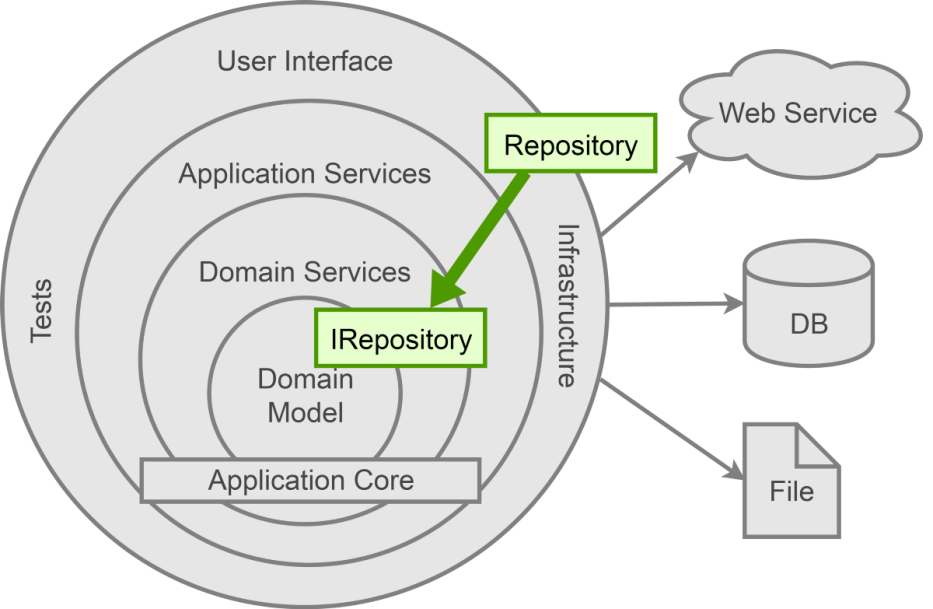 User Interface
Web Service
Repository
Application Services
Infrastructure
Domain Services
Tests
DB
IRepository
Domain
Model
Application Core
File